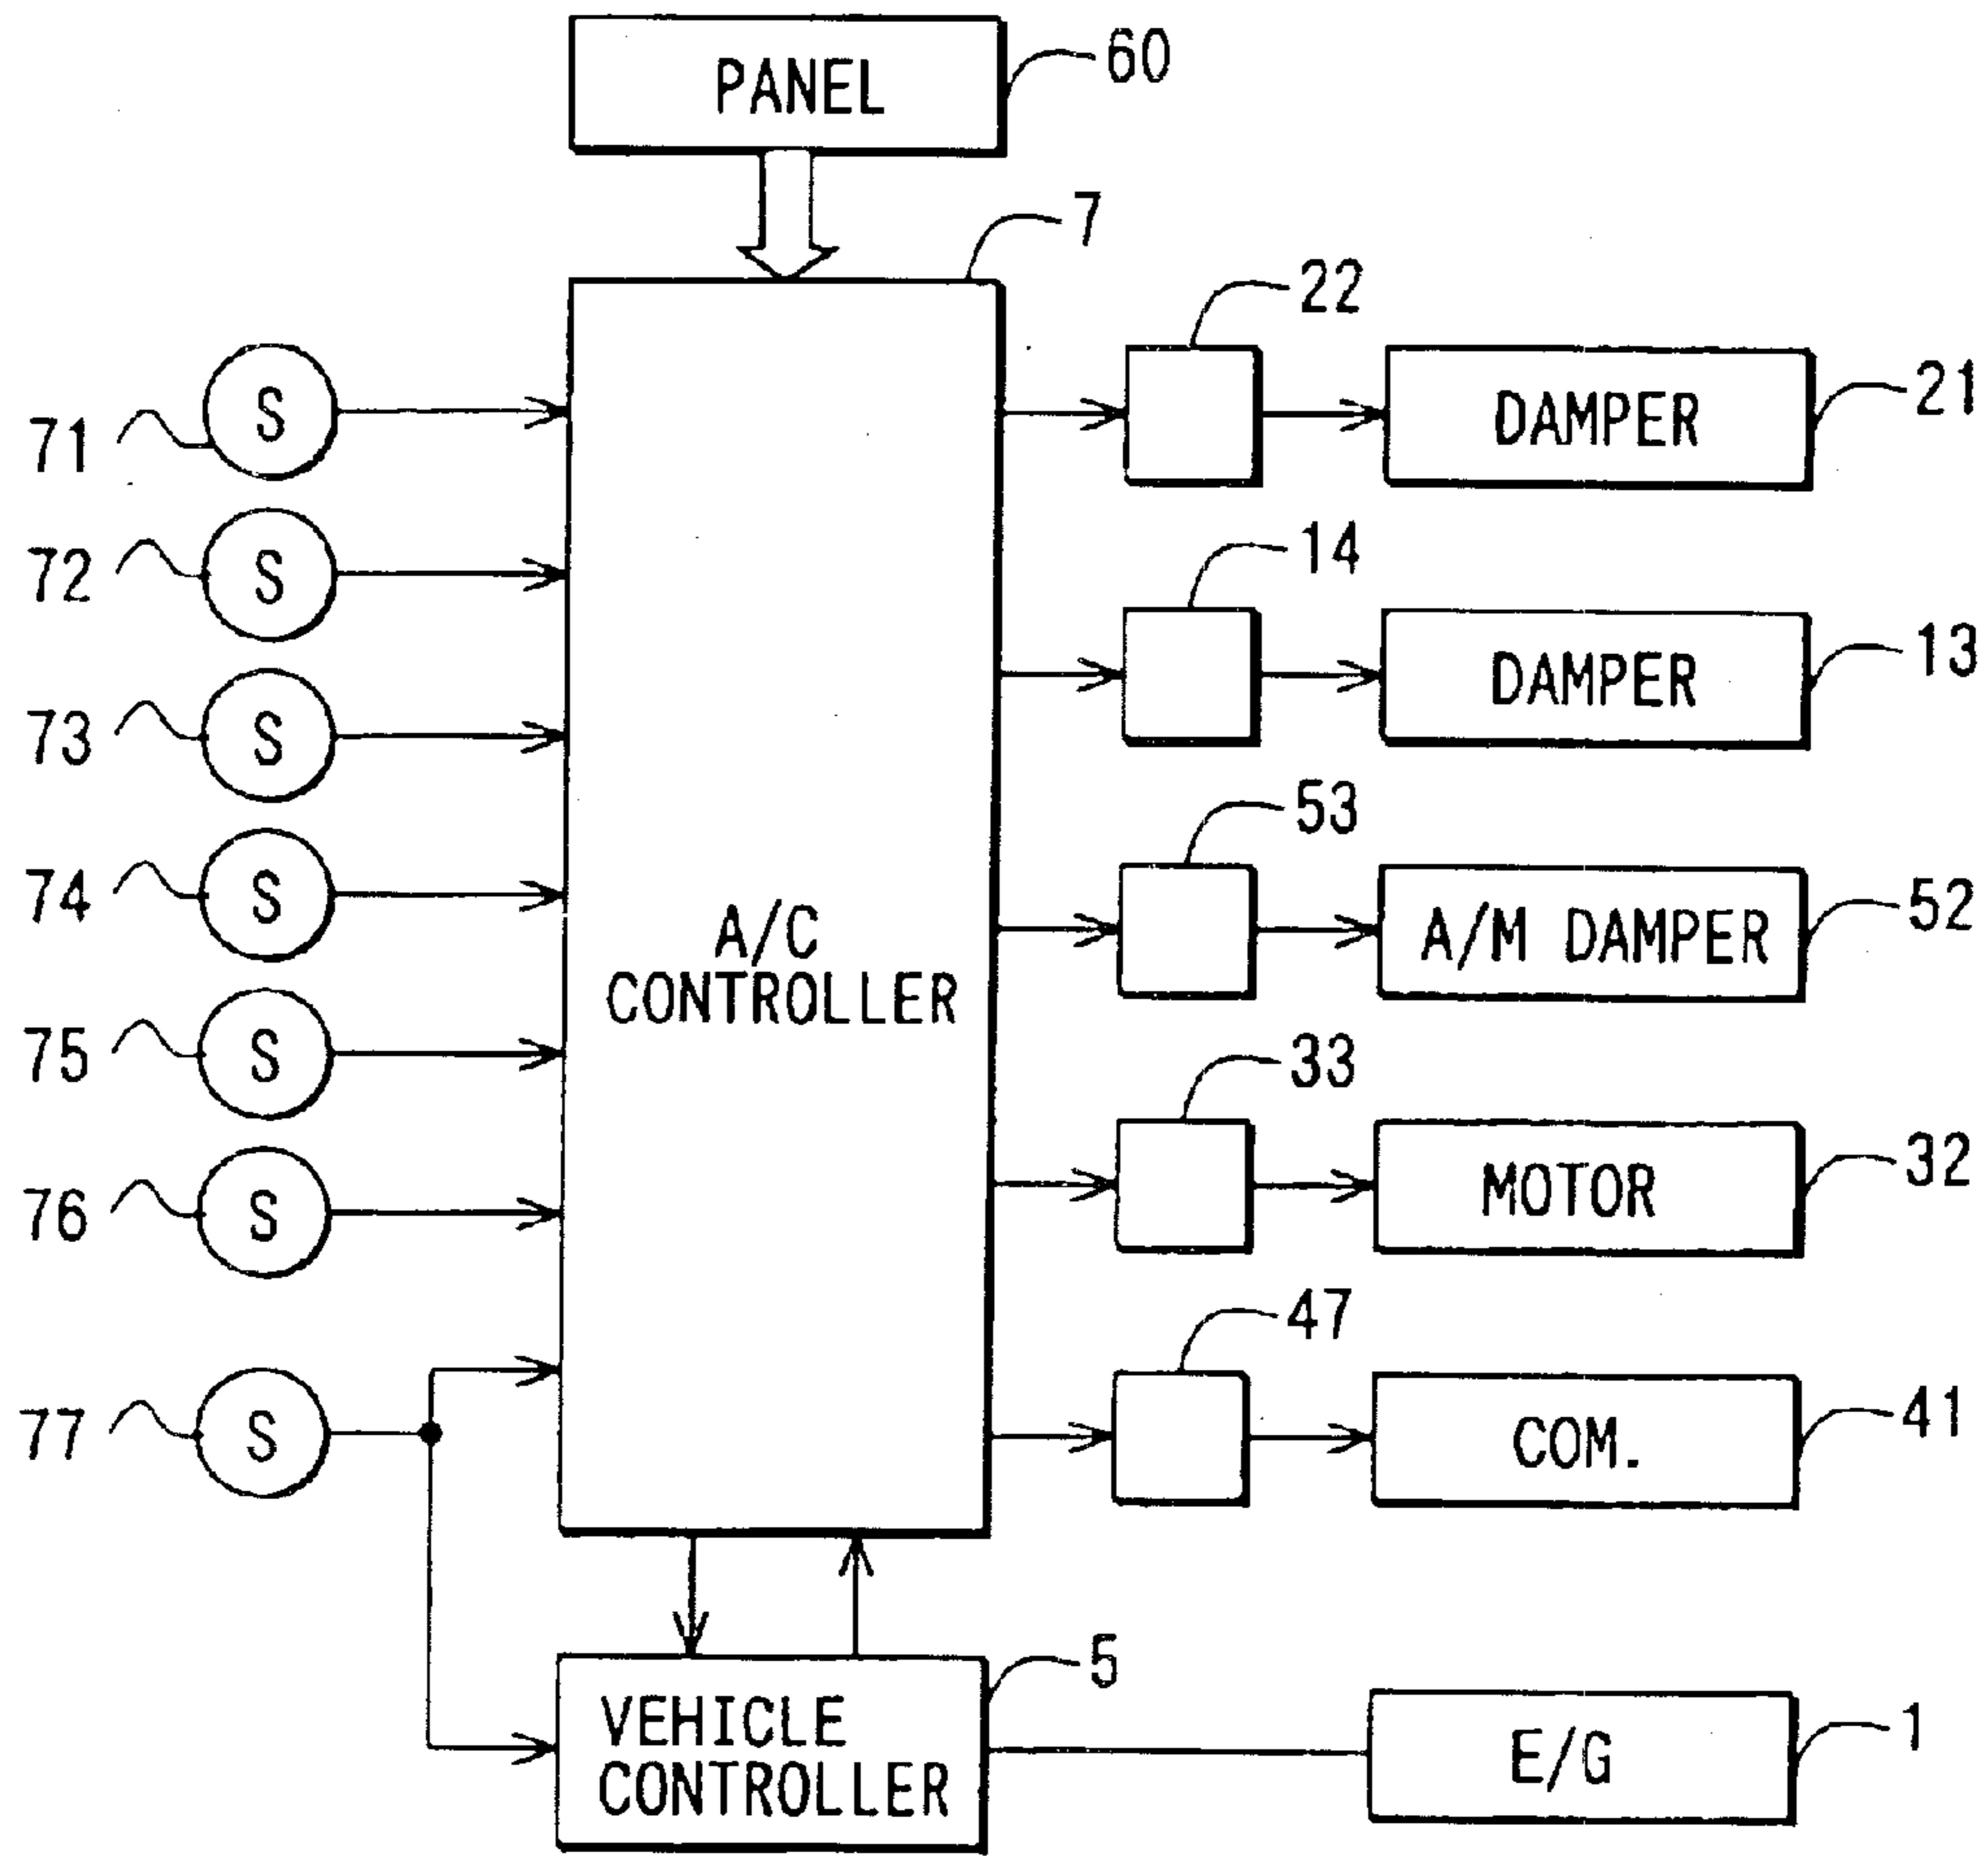 PANEL
60
7
22
S
DAMPER
21
71
14
S
72
DAMPER
13
S
73
53
S
74
A/C
CONTROLLER
A/M DAMPER
52
S
75
33
S
76
MOTOR
32
47
S
77
COM.
41
5
VEHICLE
CONTROLLER
E/G
1